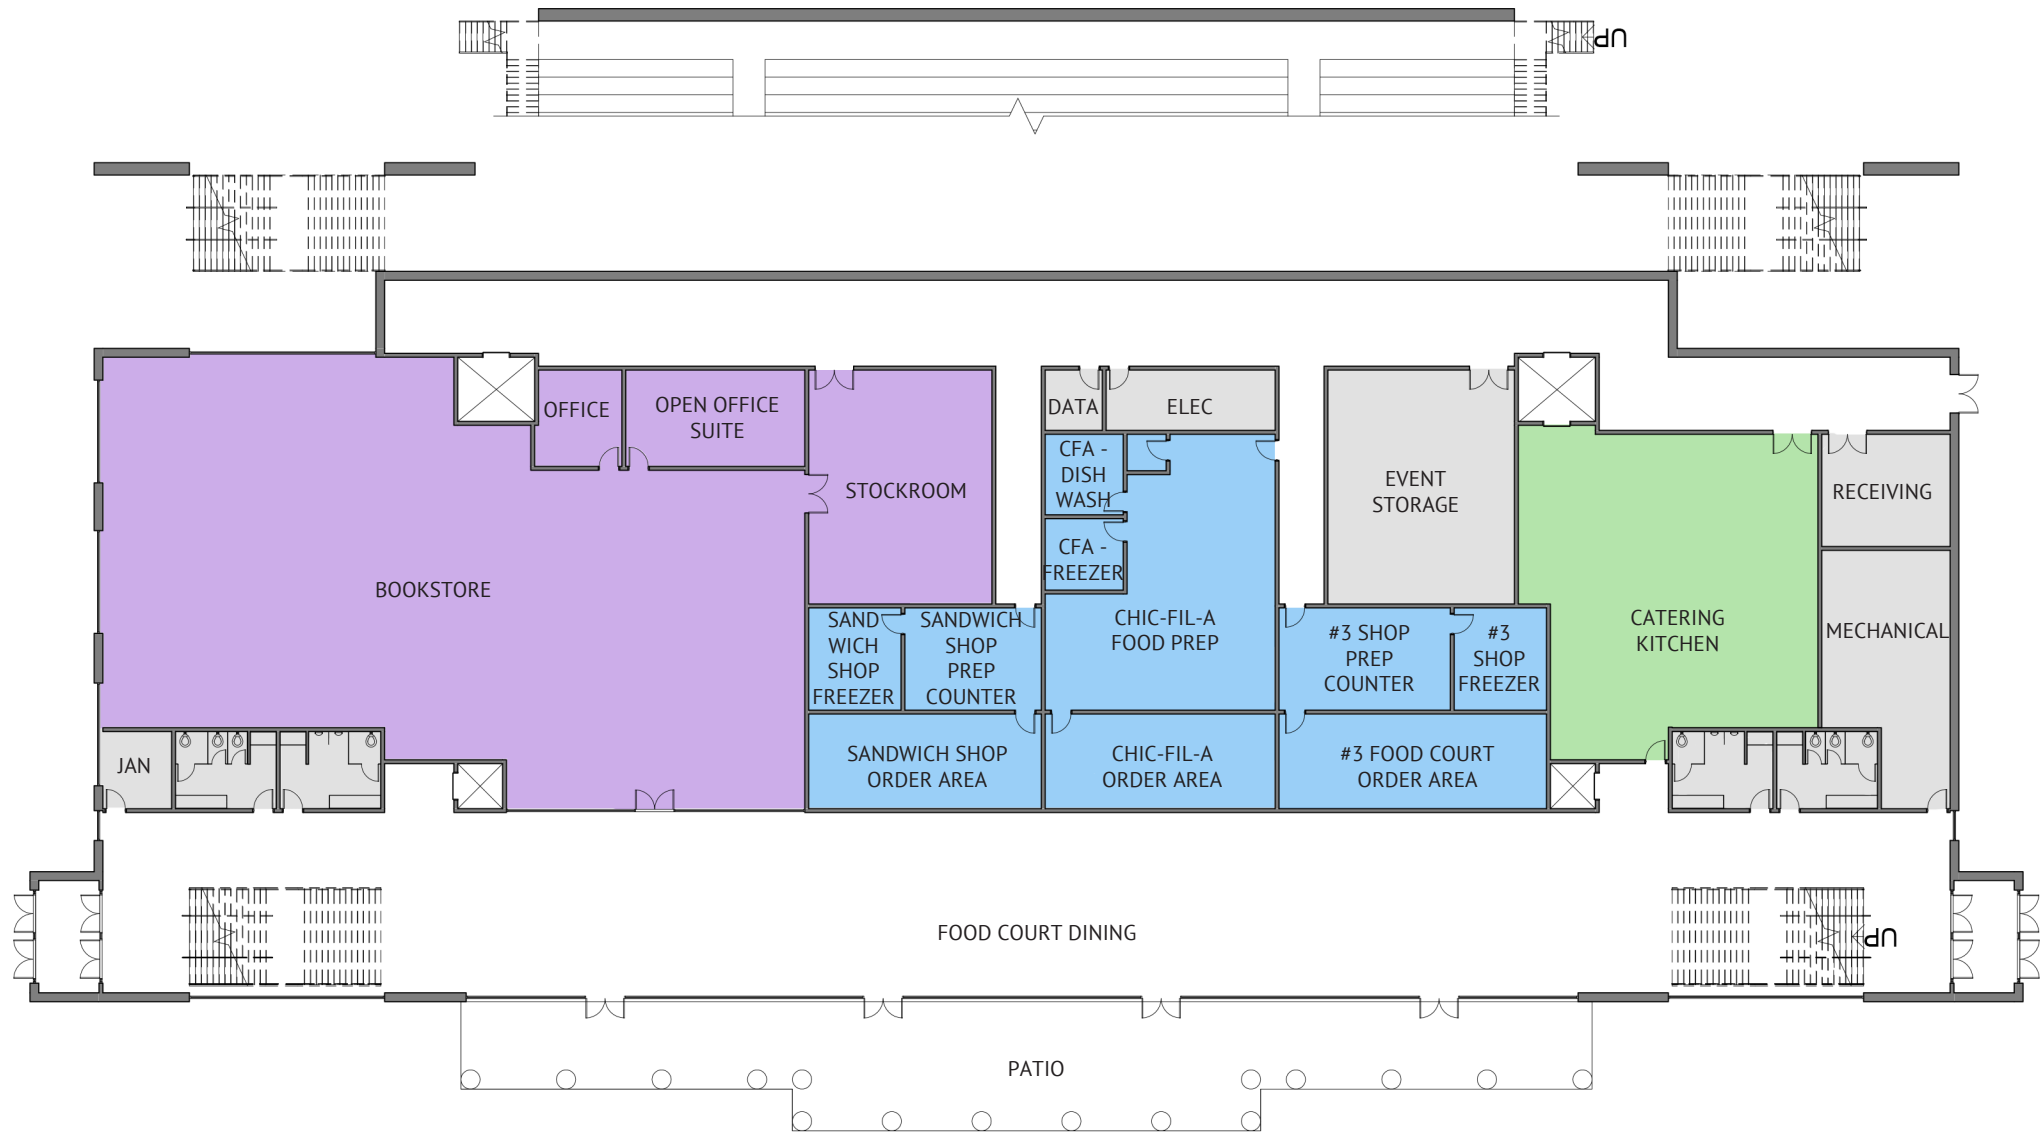 UP
OFFICE
OPEN OFFICE
SUITE
DATA
ELEC
STOCKROOM
CFA -
DISH
WASH
EVENT
STORAGE
RECEIVING
CFA -
FREEZER
BOOKSTORE
SAND
WICH
SHOP
FREEZER
SANDWICH
SHOP
PREP
COUNTER
CHIC-FIL-A
FOOD PREP
#3 SHOP
PREP
COUNTER
#3
SHOP
FREEZER
CATERING
KITCHEN
MECHANICAL
JAN
SANDWICH SHOP
ORDER AREA
CHIC-FIL-A
ORDER AREA
#3 FOOD COURT
ORDER AREA
FOOD COURT DINING
UP
PATIO